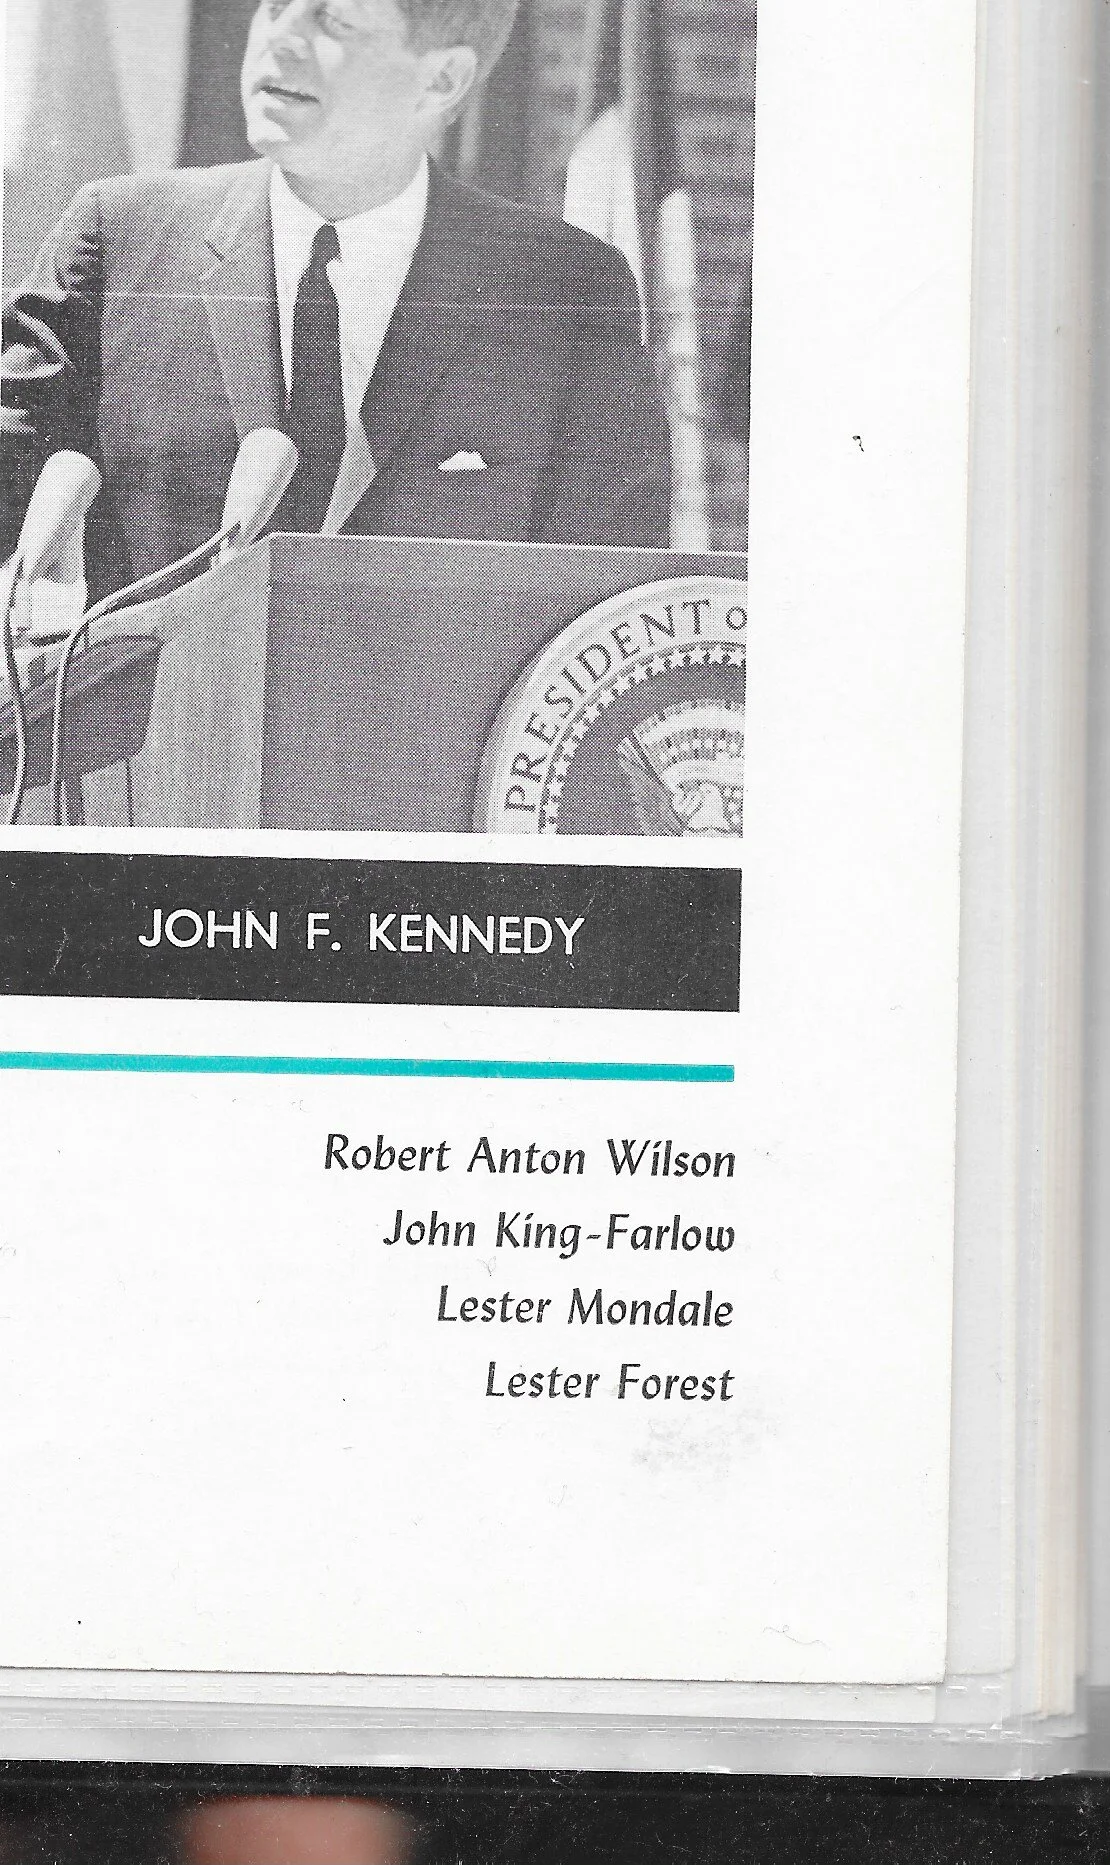 PRESIDENT O
JOHN F. KENNEDY
Robert Anton Wilson
John King-Farlow
Lester Mondale
Lester Forest